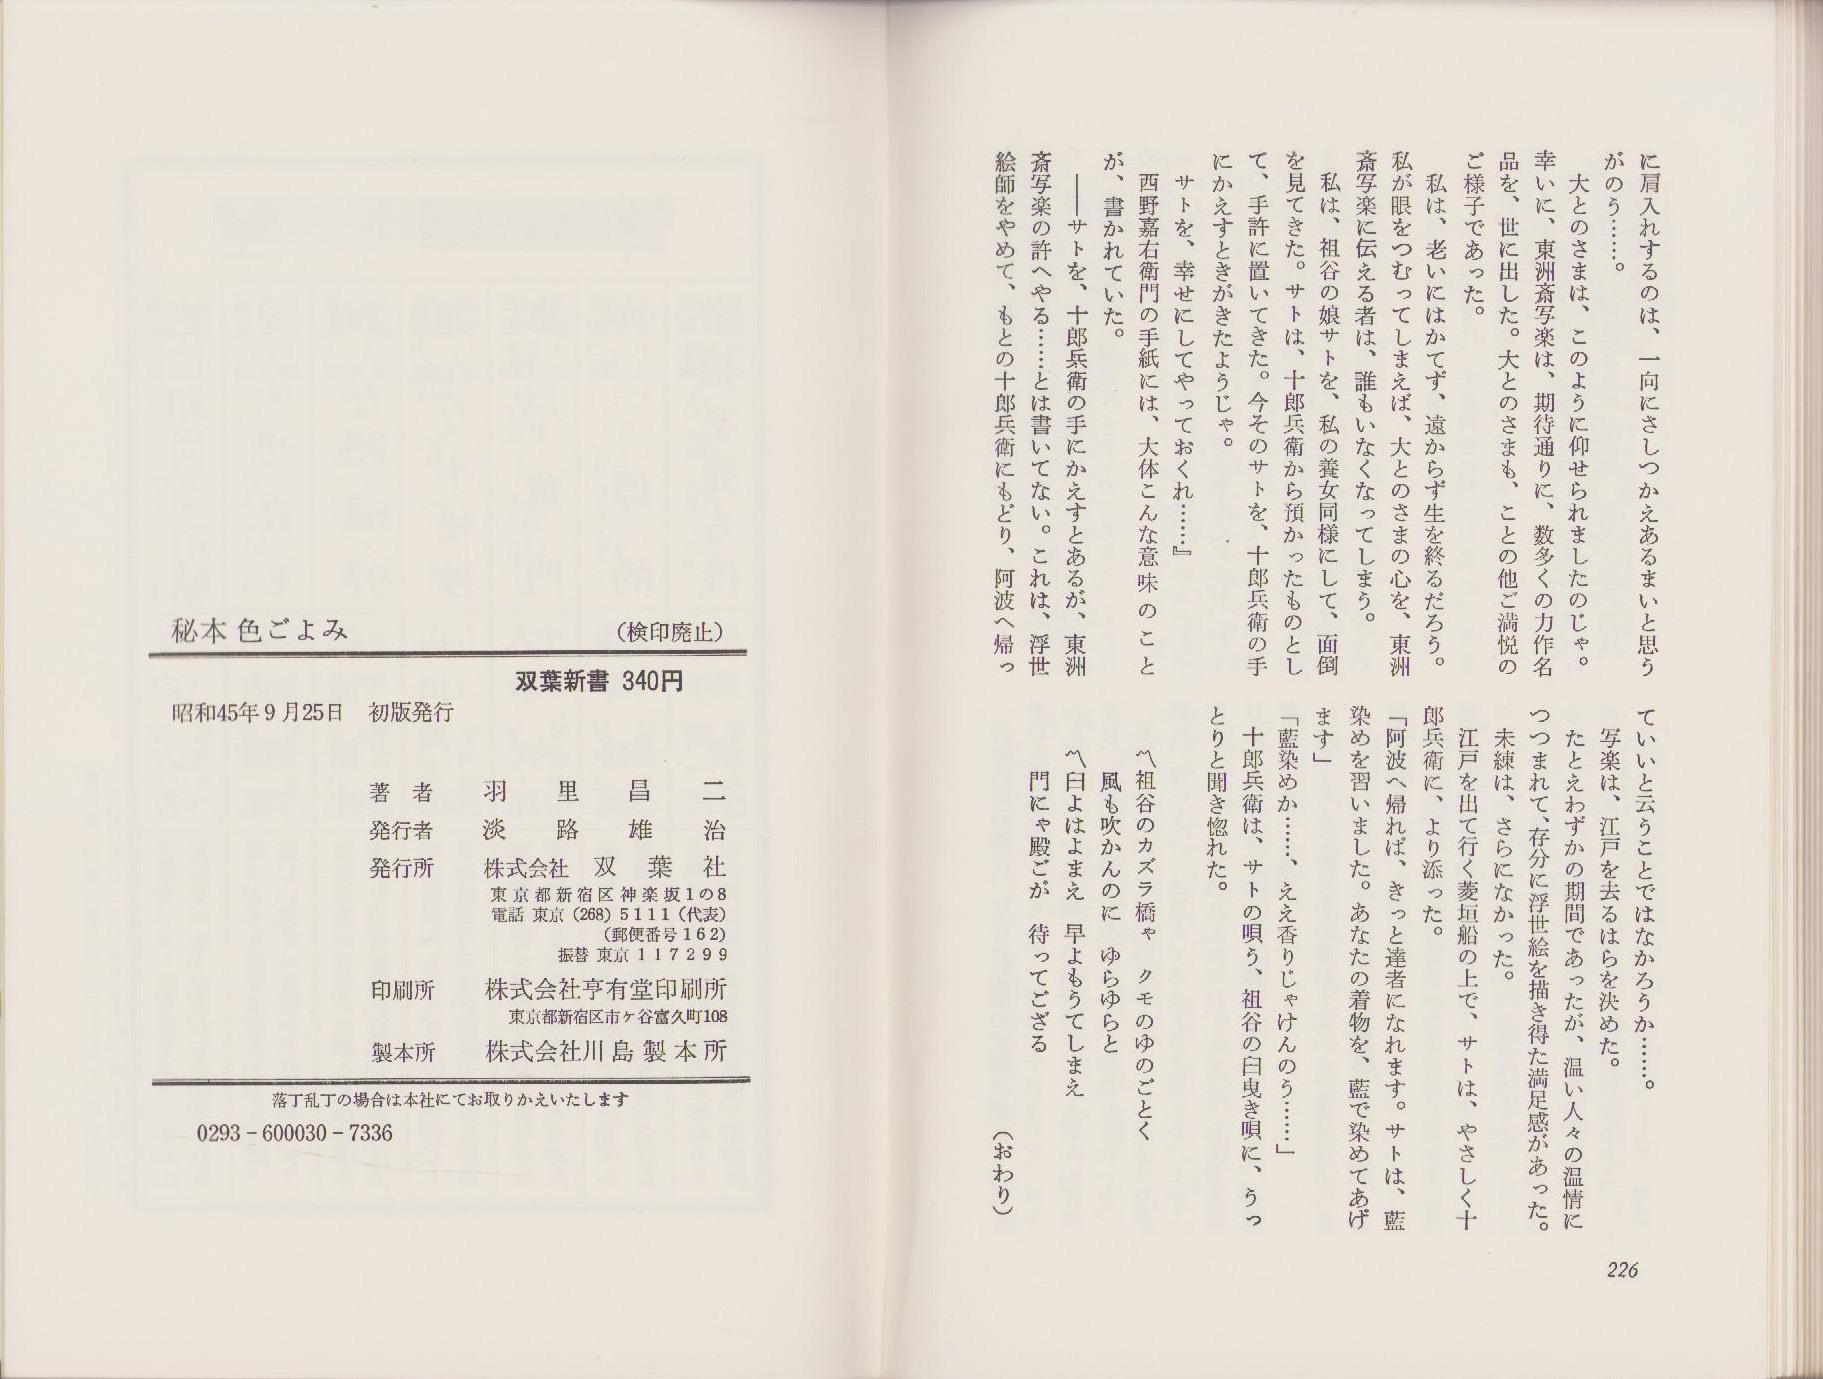 に肩入れするのは、一向にさしつかえあるまいと思う
がのう……。
大とのさまは、このように仰せられましたのじゃ。
幸いに、東洲斎写楽は、期待通りに、数多くの力作名
品を、世に出した。大とのさまも、ことの他ご満悦の
ご様子であった。
私は、老いにはかてず、遠からず生を終るだろう。
私が眼をつむってしまえば、大とのさまの心を、東洲
斎写楽に伝える者は、誰もいなくなってしまう。
私は、祖谷の娘サトを、私の養女同様にして、面倒
を見てきた。サトは、十郎兵衛から預かったものとし
て、手許に置いてきた。今そのサトを、十郎兵衛の手
にかえすときがきたようじゃ。
サトを、幸せにしてやっておくれ……』
西野嘉右衛門の手紙には、大体こんな意味のこと
が、書かれていた。
――サトを、十郎兵衛の手にかえすとあるが、東洲
斎写楽の許へやる……とは書いてない。これは、浮世
絵師をやめて、もとの十郎兵衛にもどり、阿波へ帰っ
ていいと云うことではなかろうか……。
写楽は、江戸を去るはらを決めた。
たとえわずかの期間であったが、温い人々の温情に
つつまれて、存分に浮世絵を描き得た満足感があった。
未練は、さらになかった。
江戸を出て行く菱垣船の上で、サトは、やさしく十
郎兵衛に、より添った。
「阿波へ帰れば、きっと達者になれます。サトは、藍
染めを習いました。あなたの着物を、藍で染めてあげ
ます」
「藍染めか……、ええ香りじゃけんのう……」
十郎兵衛は、サトの唄う、祖谷の臼曳き唄に、うっ
とりと聞き惚れた。
〽祖谷のカズラ橋ゃ クモのゆのごとく
風も吹かんのに ゆらゆらと
〽臼よはよまえ 早よもうてしまえ
門にゃ殿ごが 待ってござる
（おわり）
226
秘本 色ごよみ （検印廃止）
双葉新書 340円
昭和45年9月25日 初版発行
著者 羽里昌二
発行者 淡路雄治
発行所 株式会社 双葉社
東京都新宿区神楽坂1の8
電話 東京 (268) 5111 (代表)
(郵便番号162)
振替 東京 117299
印刷所 株式会社亨有堂印刷所
東京都新宿区市ケ谷富久町108
製本所 株式会社川島製本所
落丁乱丁の場合は本社にてお取りかえいたします
0293－600030－7336